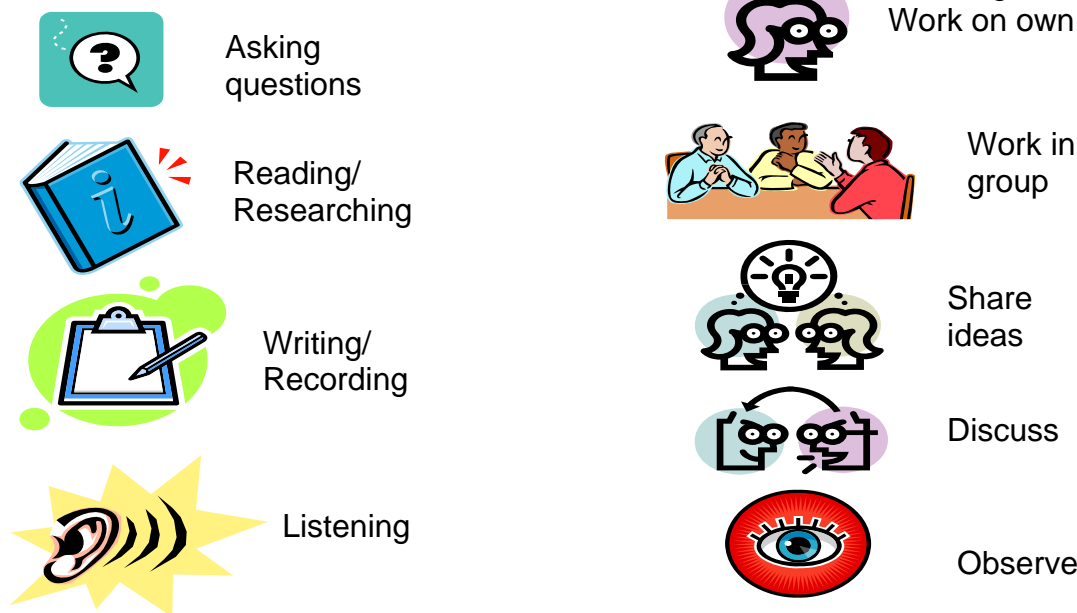 Asking
questions
Reading/
Researching
Writing/
Recording
Listening
Work on own
Work in
group
Share
ideas
Discuss
Observe